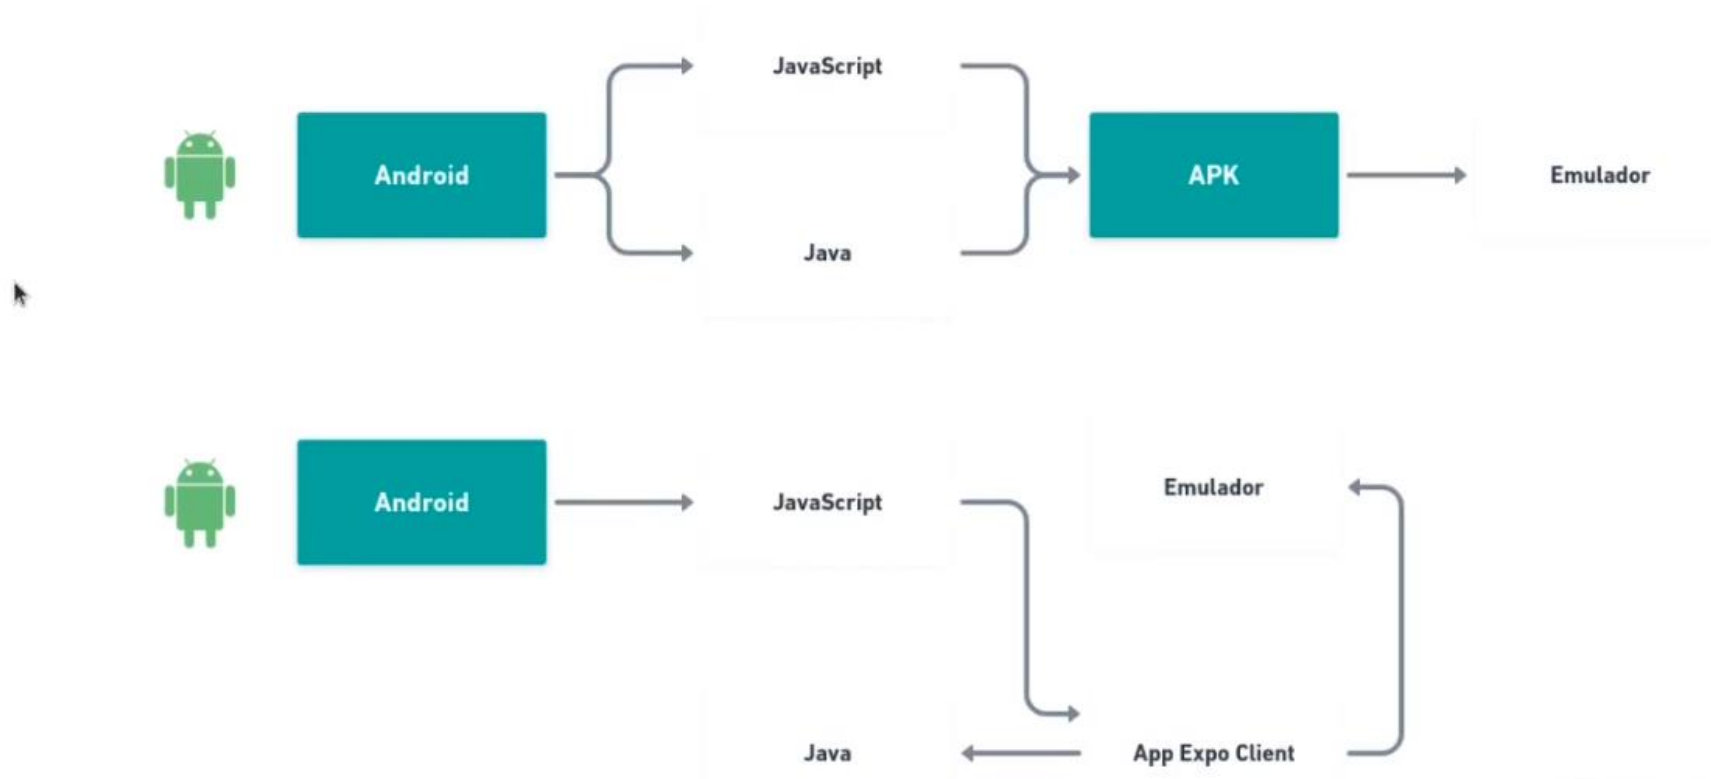 JavaScript
Android
APK
Emulador
Java
Android
JavaScript
Emulador
Java
App Expo Client